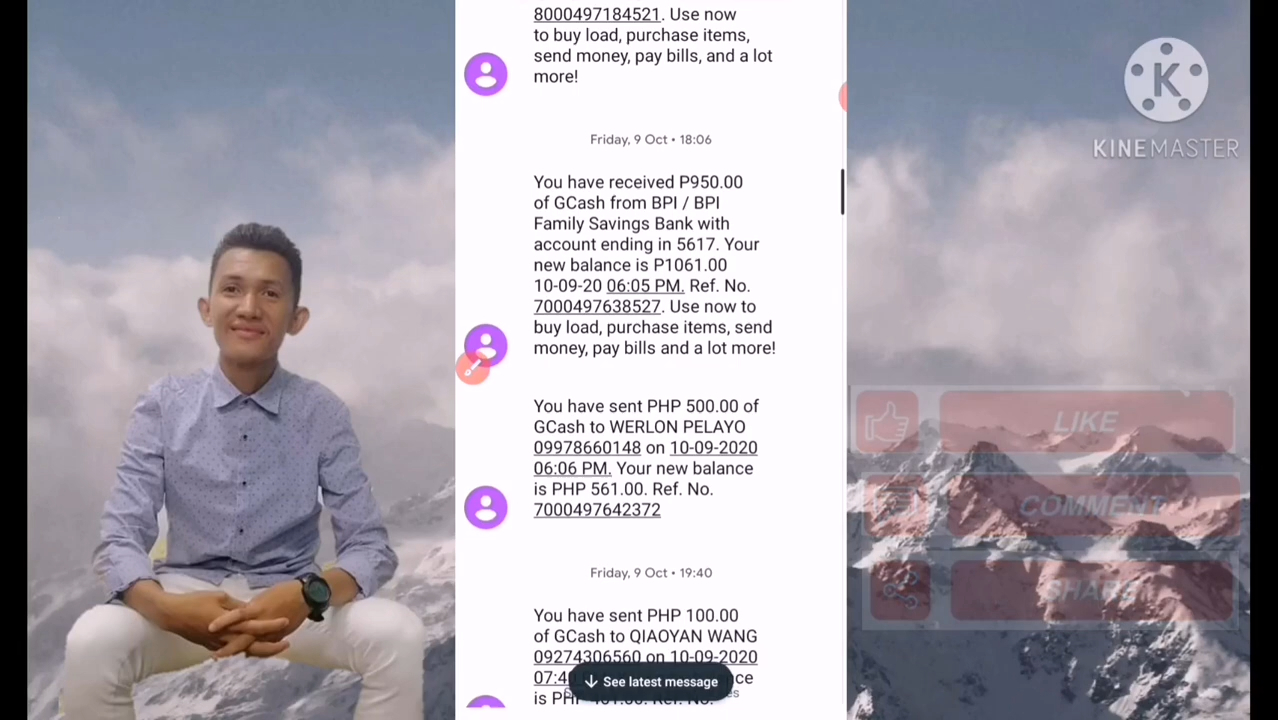 8000497184521. Use now
to buy load, purchase items,
send money, pay bills, and a lot
more!
Friday, 9 Oct • 18:06
You have received P950.00
of GCash from BPI / BPI
Family Savings Bank with
account ending in 5617. Your
new balance is P1061.00
10-09-20 06:05 PM. Ref. No.
7000497638527. Use now to
buy load, purchase items, send
money, pay bills and a lot more!
You have sent PHP 500.00 of
GCash to WERLON PELAYO
09978660148 on 10-09-2020
06:06 PM. Your new balance
is PHP 561.00. Ref. No.
7000497642372
Friday, 9 Oct • 19:40
You have sent PHP 100.00
of GCash to QIAOYAN WANG
09274306560 on 10-09-2020
See latest message
K
KINEMASTER
LIKE
COMMENT
SHARE